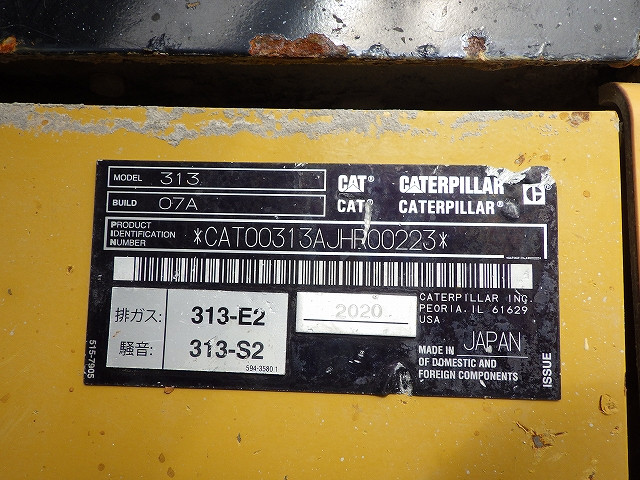 MODEL 313
BUILD 07A
CAT® CATERPILLAR®
CAT® CATERPILLAR®
PRODUCT IDENTIFICATION NUMBER
*CAT00313AJHR00223*
排ガス: 313-E2
騒音: 313-S2
594-3580 1
2020
CATERPILLAR INC.
PEORIA, IL 61629
USA
MADE IN JAPAN
OF DOMESTIC AND
FOREIGN COMPONENTS
515-7905
ISSUE